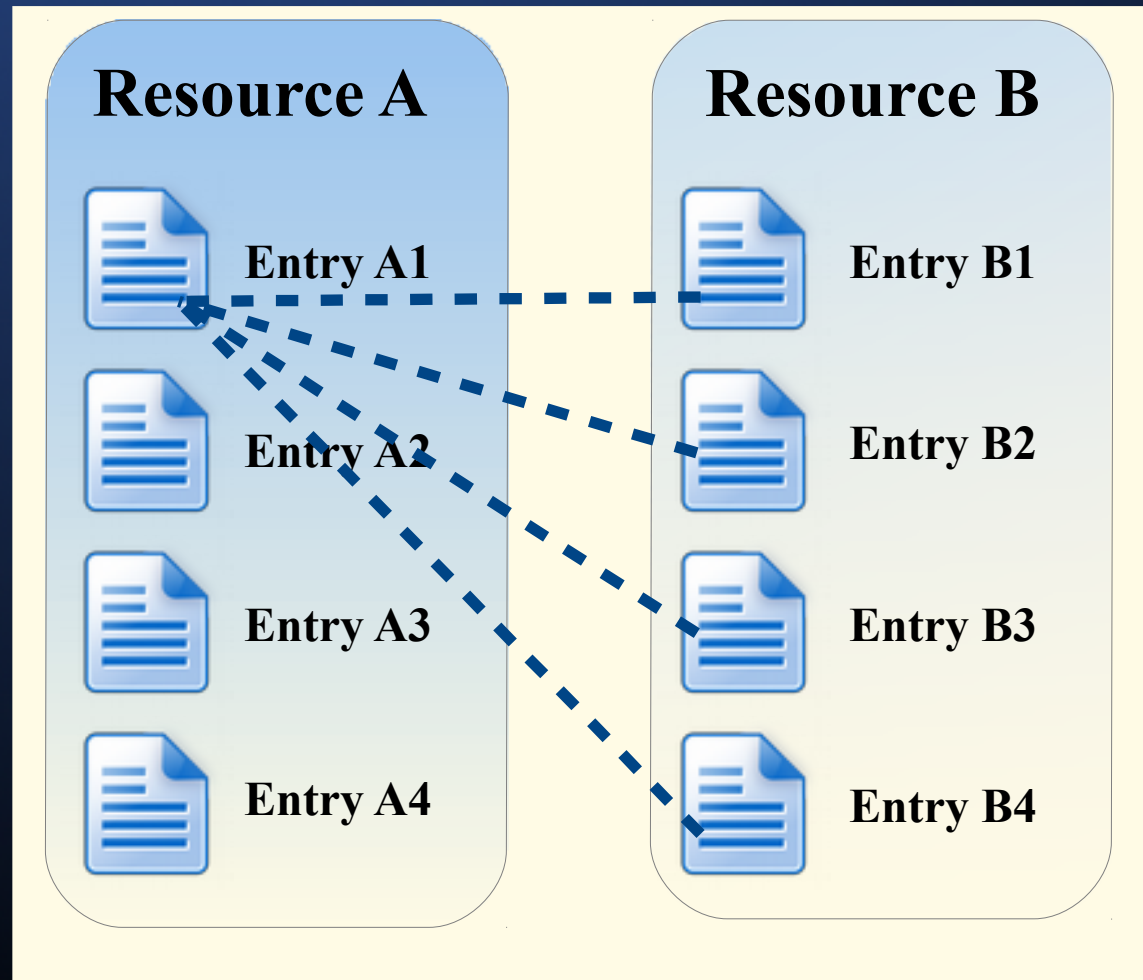 Resource A
Entry A1
Entry A2
Entry A3
Entry A4
Resource B
Entry B1
Entry B2
Entry B3
Entry B4